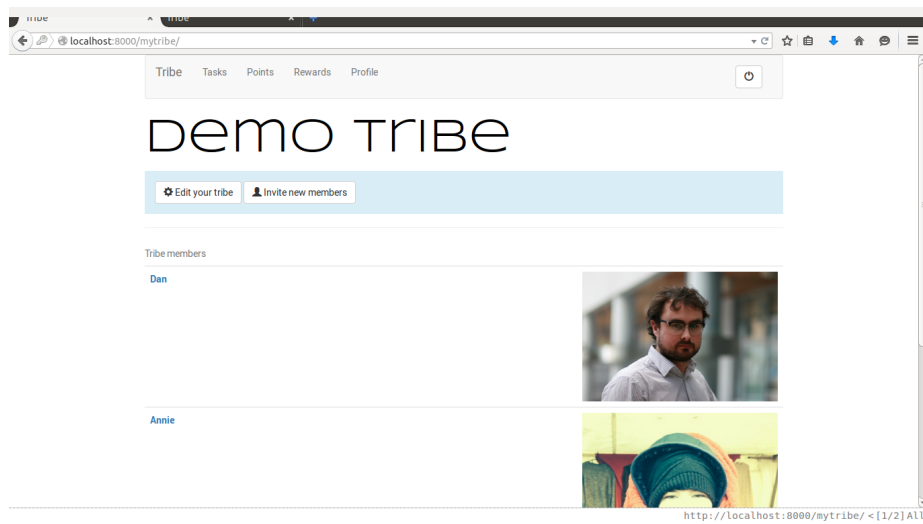 Tribe × Tribe × +
localhost:8000/mytribe/
Tribe Tasks Points Rewards Profile
Demo Tribe
Edit your tribe Invite new members
Tribe members
Dan
Annie
http://localhost:8000/mytribe/ <[1/2]All